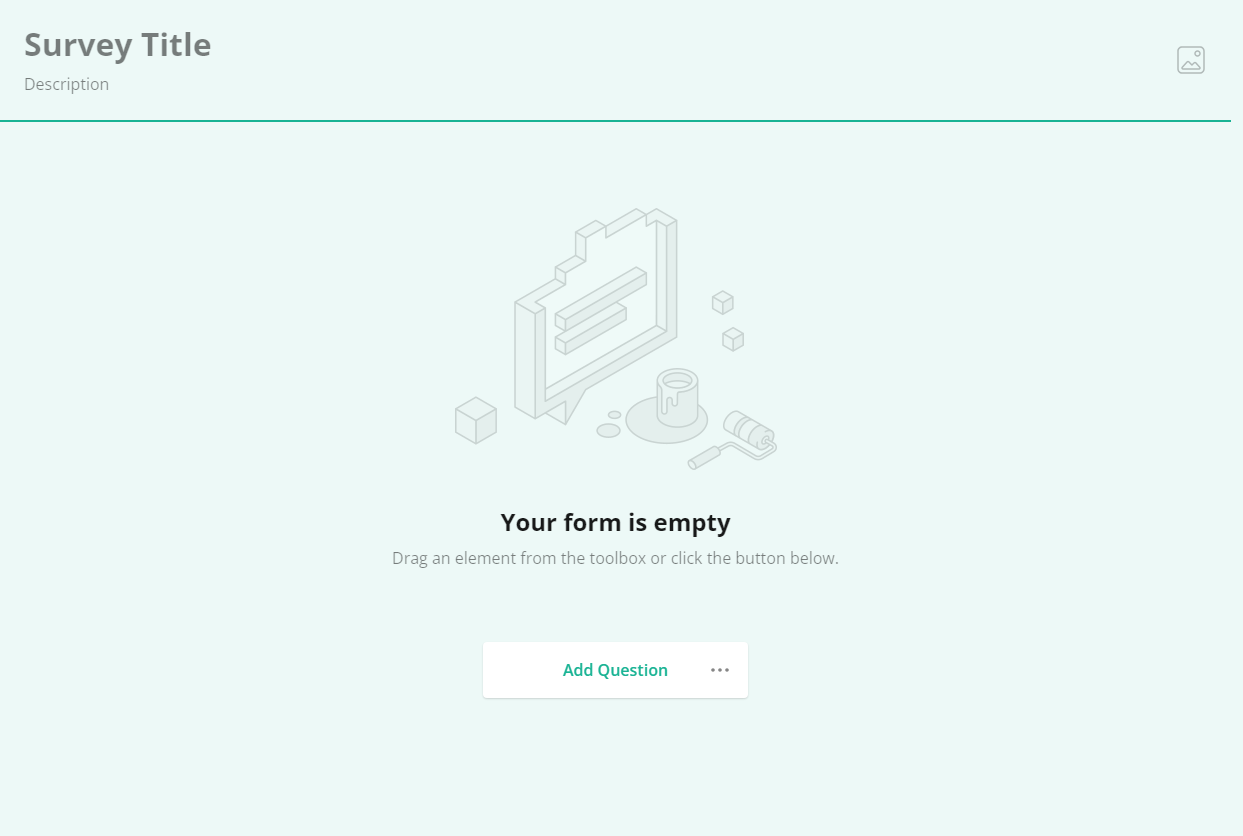 Survey Title
Description
Your form is empty
Drag an element from the toolbox or click the button below.
Add Question